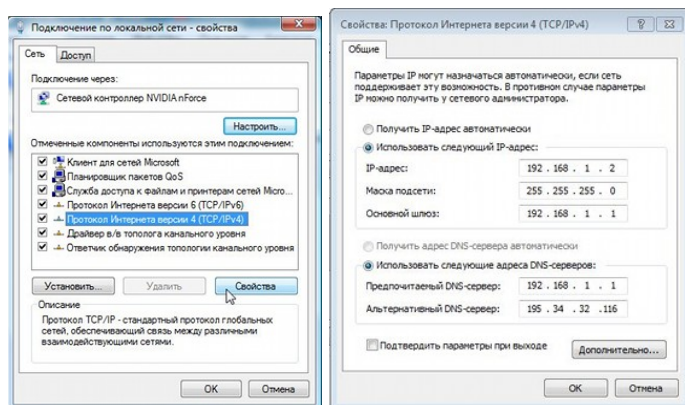 Подключение по локальной сети - свойства
Сеть
Доступ
Подключение через:
Сетевой контроллер NVIDIA nForce
Настроить...
Отмеченные компоненты используются этим подключением:
Клиент для сетей Microsoft
Планировщик пакетов QoS
Служба доступа к файлам и принтерам сетей Micro...
Протокол Интернета версии 6 (TCP/IPv6)
Протокол Интернета версии 4 (TCP/IPv4)
Драйвер в/в тополога канального уровня
Ответчик обнаружения топологии канального уровня
Установить...
Удалить
Свойства
Описание
Протокол TCP/IP - стандартный протокол глобальных
сетей, обеспечивающий связь между различными
взаимодействующими сетями.
OK
Отмена
Свойства: Протокол Интернета версии 4 (TCP/IPv4)
Общие
Параметры IP могут назначаться автоматически, если сеть
поддерживает эту возможность. В противном случае параметры
IP можно получить у сетевого администратора.
Получить IP-адрес автоматически
Использовать следующий IP-адрес:
IP-адрес: 192 . 168 . 1 . 2
Маска подсети: 255 . 255 . 255 . 0
Основной шлюз: 192 . 168 . 1 . 1
Получить адрес DNS-сервера автоматически
Использовать следующие адреса DNS-серверов:
Предпочитаемый DNS-сервер: 192 . 168 . 1 . 1
Альтернативный DNS-сервер: 195 . 34 . 32 . 116
Подтвердить параметры при выходе
Дополнительно...
OK
Отмена